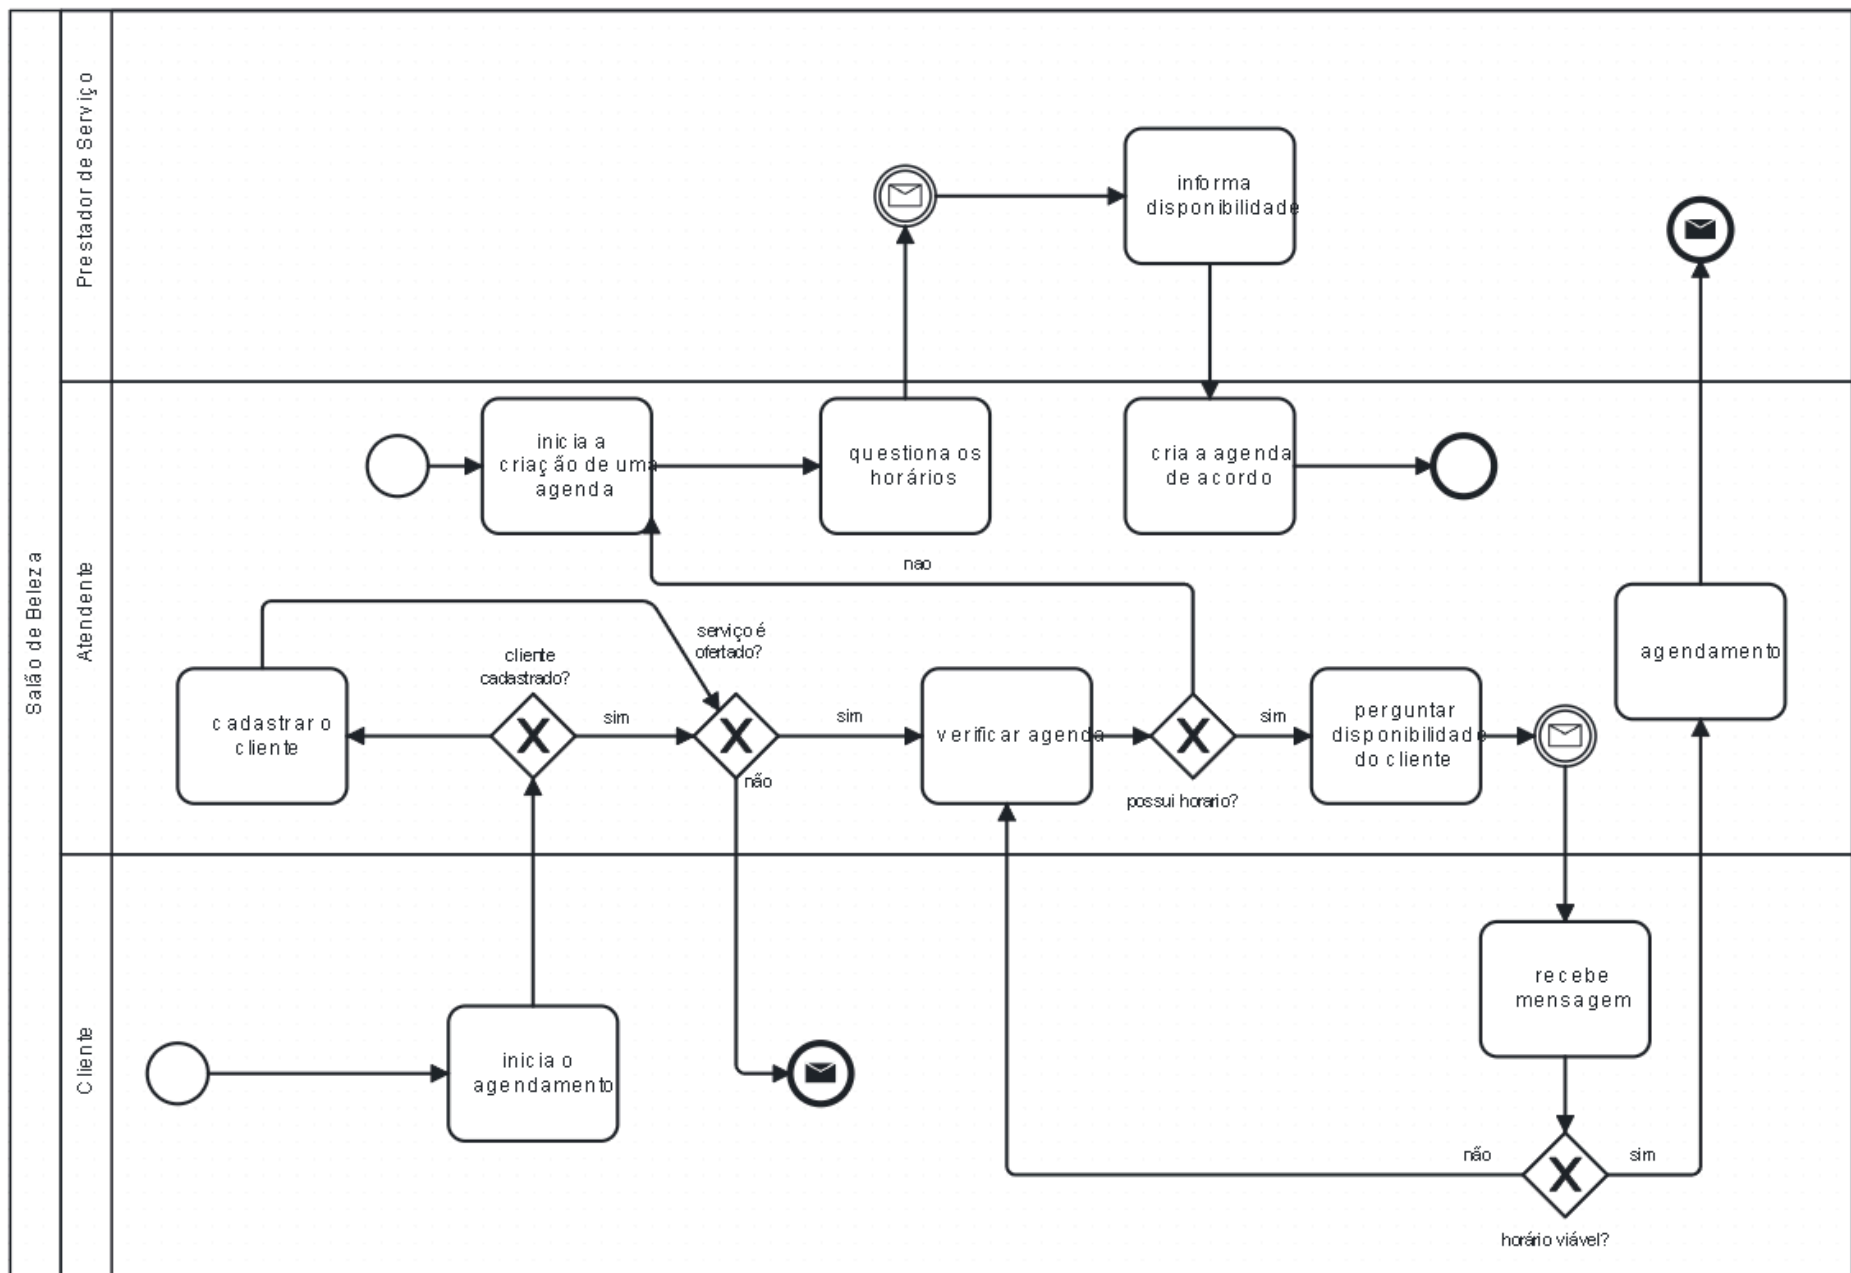 Salão de Beleza
Prestador de Serviço
informa
disponibilidade
Atendente
inicia a
criação de uma
agenda
questiona os
horários
cria a agenda
de acordo
nao
serviço é
ofertado?
cliente
cadastrado?
cadastrar o
cliente
sim
sim
não
verificar agenda
possui horario?
sim
perguntar
disponibilidade
do cliente
agendamento
Cliente
inicia o
agendamento
recebe
mensagem
não
sim
horário viável?